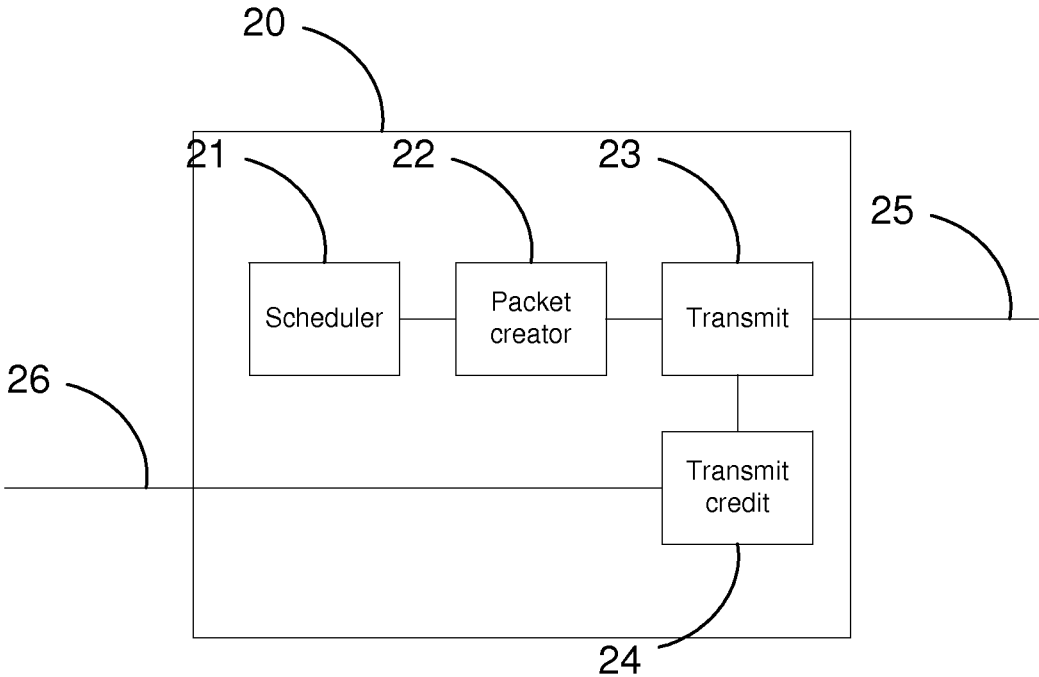 20
21
22
23
25
Scheduler
Packet
creator
Transmit
26
Transmit
credit
24